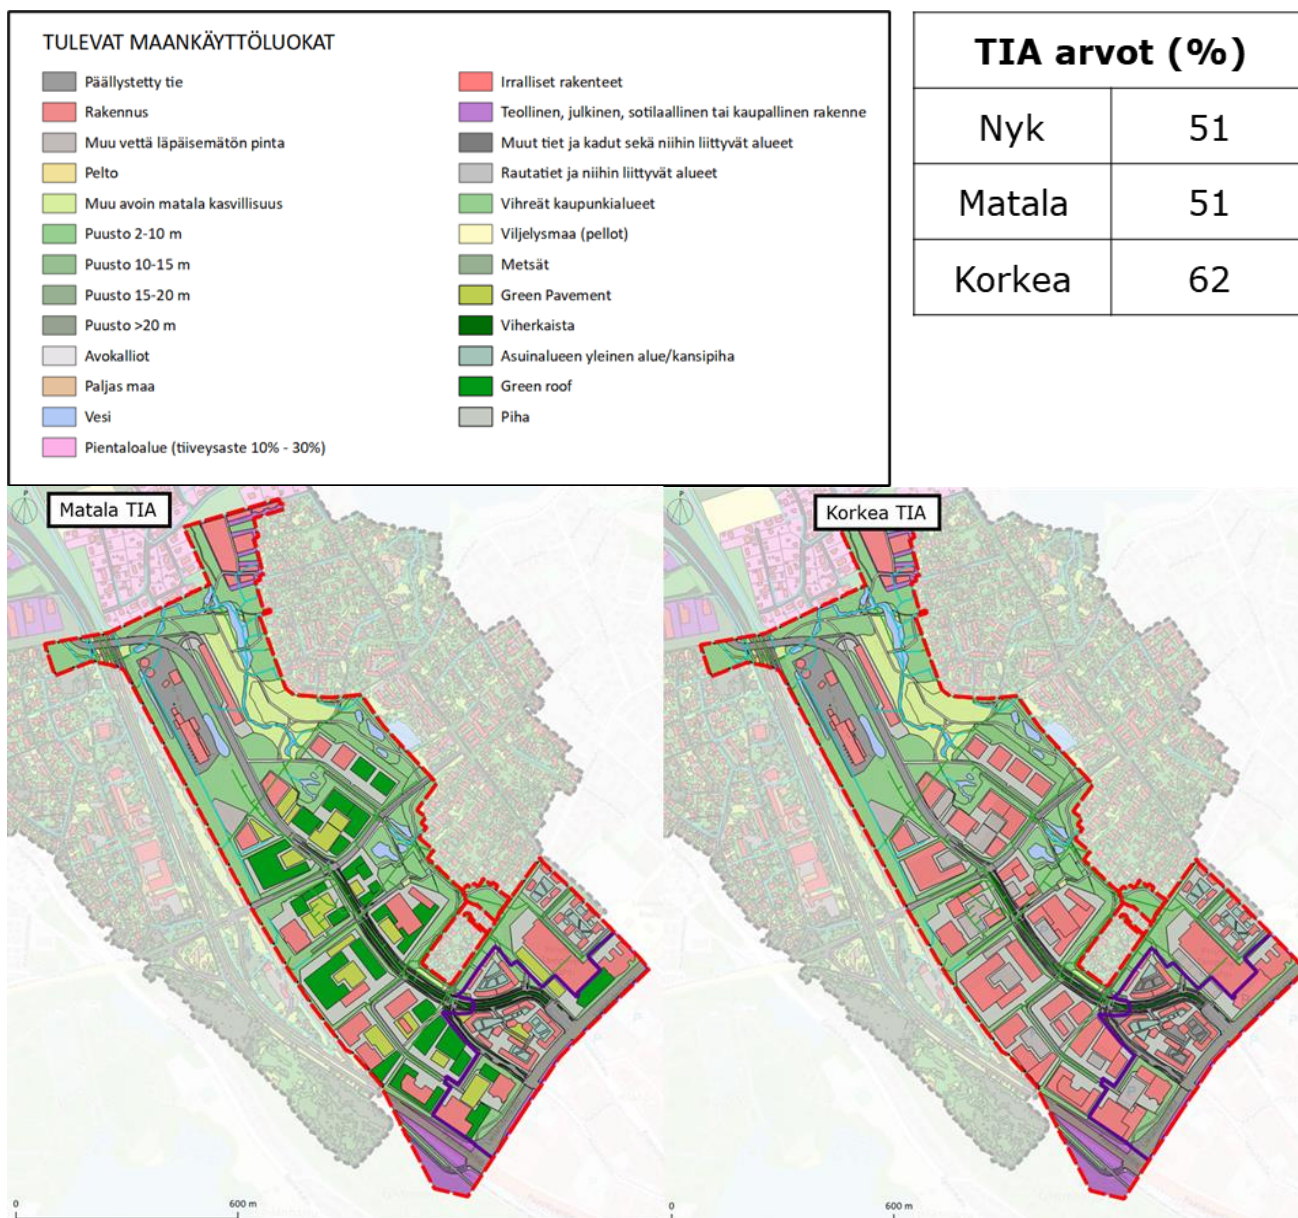 TULEVAT MAANKÄYTTÖLUOKAT
Päällystetty tie
Rakennus
Muu vettä läpäisemätön pinta
Pelto
Muu avoin matala kasvillisuus
Puusto 2-10 m
Puusto 10-15 m
Puusto 15-20 m
Puusto >20 m
Avokalliot
Paljas maa
Vesi
Pientaloalue (tiiveysaste 10% - 30%)
Irralliset rakenteet
Teollinen, julkinen, sotilaallinen tai kaupallinen rakenne
Muut tiet ja kadut sekä niihin liittyvät alueet
Rautatiet ja niihin liittyvät alueet
Vihreät kaupunkialueet
Viljelysmaa (pellot)
Metsät
Green Pavement
Viherkaista
Asuinalueen yleinen alue/kansipiha
Green roof
Piha
TIA arvot (%)
Nyk 51
Matala 51
Korkea 62
P
Matala TIA
0 600 m
P
Korkea TIA
0 600 m